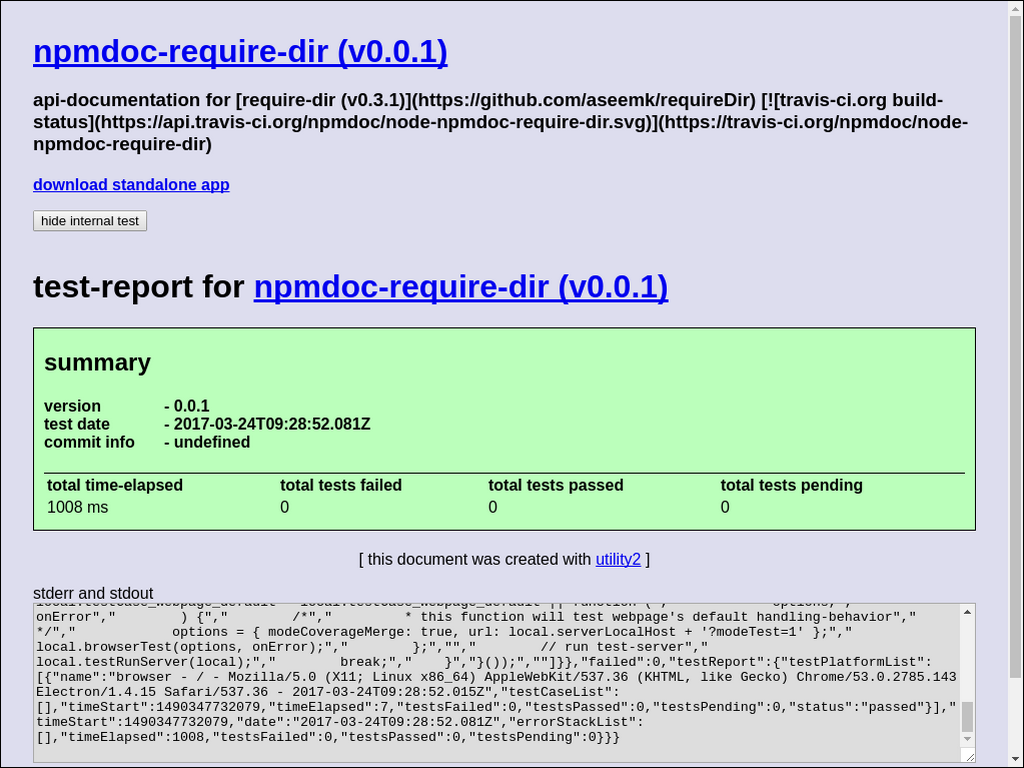 npmdoc-require-dir (v0.0.1)
api-documentation for [require-dir (v0.3.1)](https://github.com/aseemk/requireDir) [![travis-ci.org build-
status](https://api.travis-ci.org/npmdoc/node-npmdoc-require-dir.svg)](https://travis-ci.org/npmdoc/node-
npmdoc-require-dir)
download standalone app
hide internal test
test-report for npmdoc-require-dir (v0.0.1)
summary
version - 0.0.1
test date - 2017-03-24T09:28:52.081Z
commit info - undefined
total time-elapsed total tests failed total tests passed total tests pending
1008 ms 0 0 0
[ this document was created with utility2 ]
stderr and stdout
onError","        ) {","        /*","         * this function will test webpage's default handling-behavior","
*/","            options = { modeCoverageMerge: true, url: local.serverLocalHost + '?modeTest=1' };","
local.browserTest(options, onError);","        };","","        // run test-server","
local.testRunServer(local);","        break;","    }","}());",""]}},"failed":0,"testReport":{"testPlatformList":
[{"name":"browser - / - Mozilla/5.0 (X11; Linux x86_64) AppleWebKit/537.36 (KHTML, like Gecko) Chrome/53.0.2785.143
Electron/1.4.15 Safari/537.36 - 2017-03-24T09:28:52.015Z","testCaseList":
[],"timeStart":1490347732079,"timeElapsed":7,"testsFailed":0,"testsPassed":0,"testsPending":0,"status":"passed"}],"
timeStart":1490347732079,"date":"2017-03-24T09:28:52.081Z","errorStackList":
[],"timeElapsed":1008,"testsFailed":0,"testsPassed":0,"testsPending":0}}}